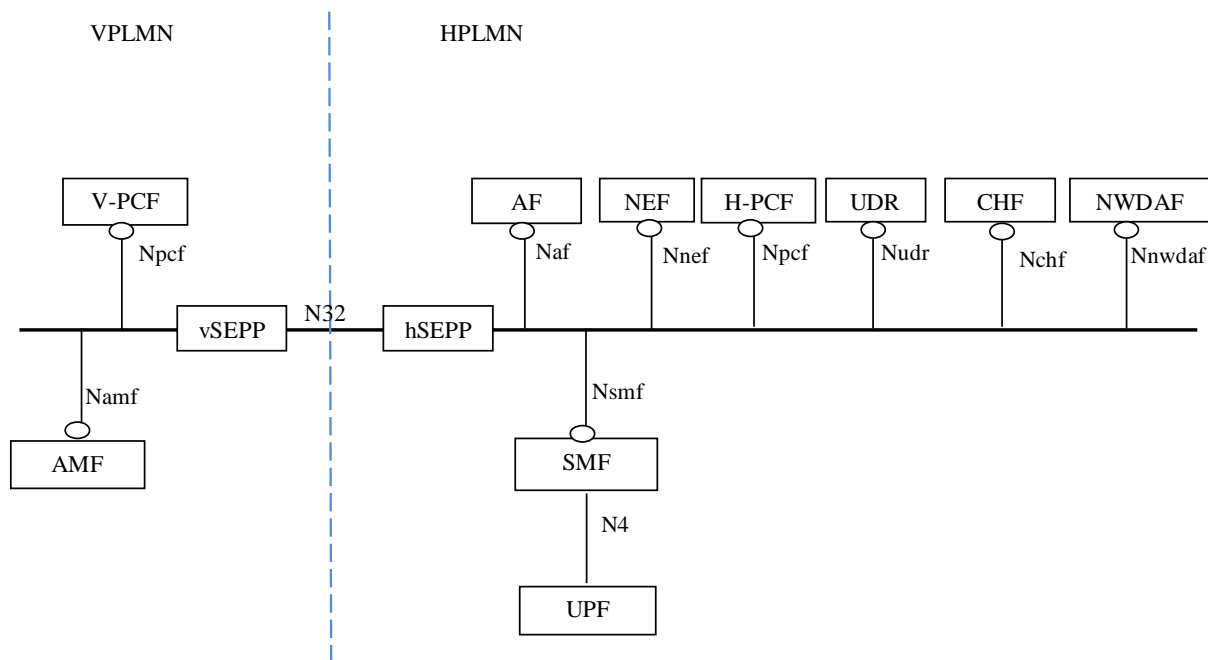 VPLMN
HPLMN
V-PCF
AF
NEF
H-PCF
UDR
CHF
NWDAF
Npcf
Naf
Nnef
Npcf
Nudr
Nchf
Nnwdaf
N32
vSEPP
hSEPP
Namf
Nsmf
AMF
SMF
N4
UPF